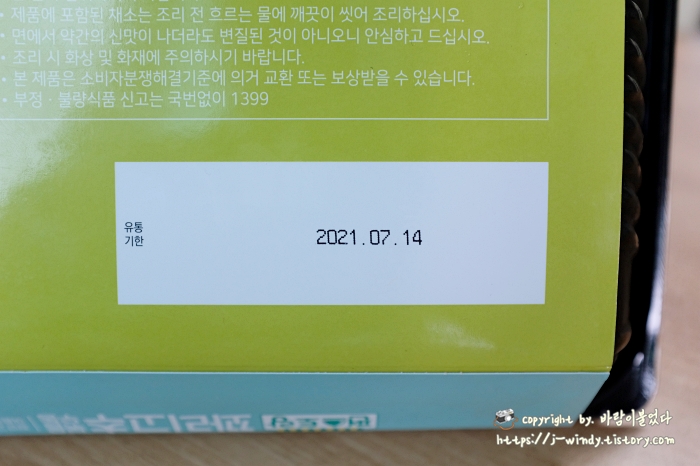 • 제품에 포함된 채소는 조리 전 흐르는 물에 깨끗이 씻어 조리하십시오.
• 면에서 약간의 신맛이 나더라도 변질된 것이 아니오니 안심하고 드십시오.
• 조리 시 화상 및 화재에 주의하시기 바랍니다.
• 본 제품은 소비자분쟁해결기준에 의거 교환 또는 보상받을 수 있습니다.
• 부정·불량식품 신고는 국번없이 1399
유통
기한
2021.07.14
꽈리고추
copyright by. 바람이불었다
https://j-windy.tistory.com